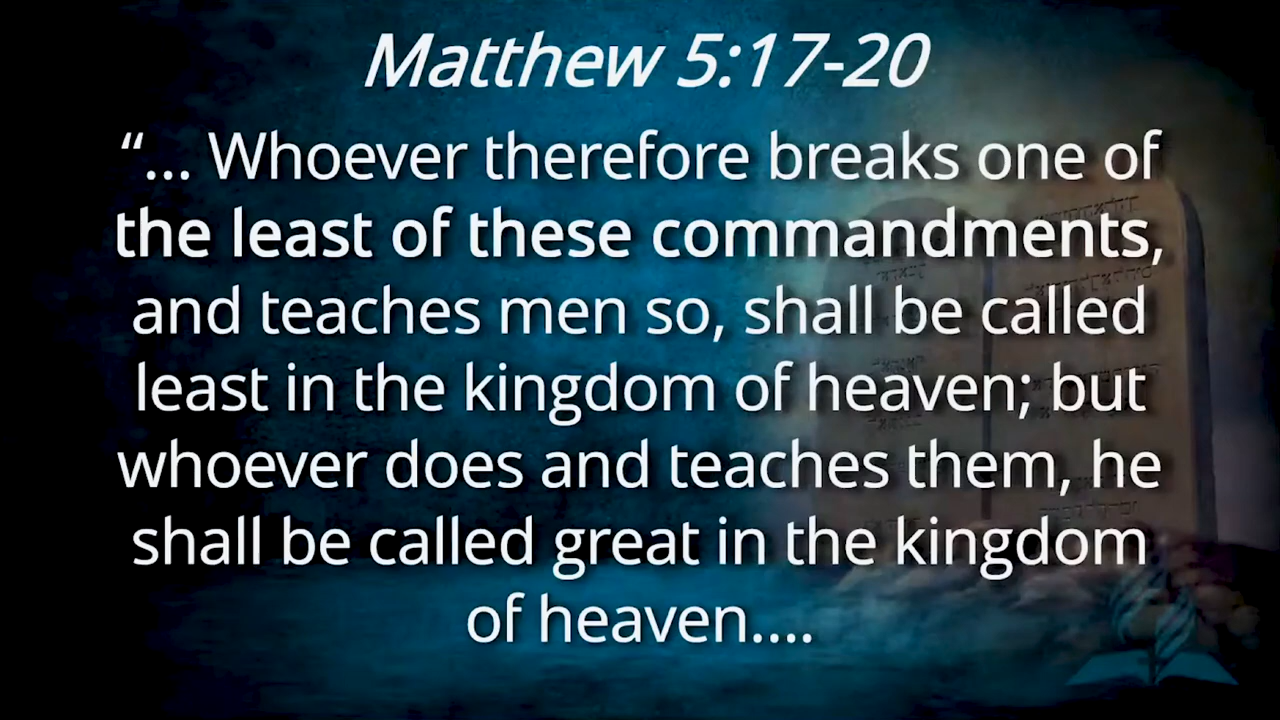 Matthew 5:17-20
“... Whoever therefore breaks one of
the least of these commandments,
and teaches men so, shall be called
least in the kingdom of heaven; but
whoever does and teaches them, he
shall be called great in the kingdom
of heaven....